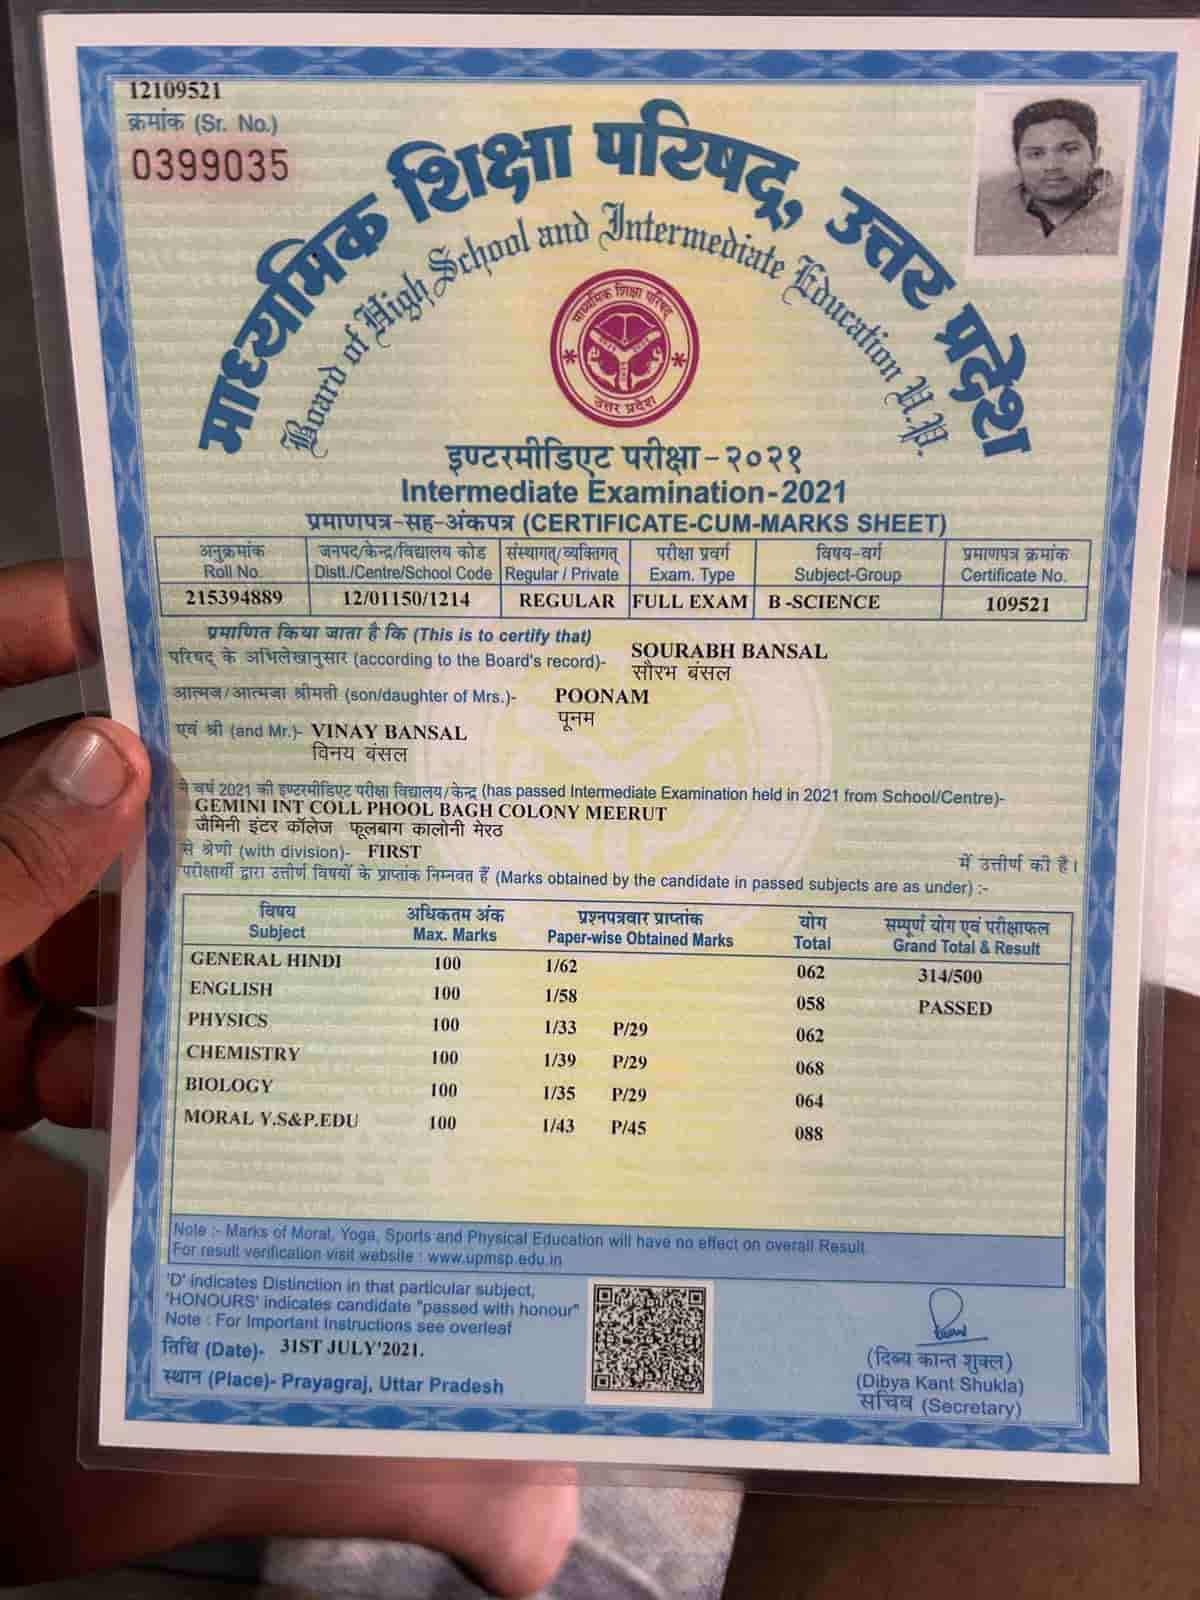 12109521
क्रमांक (Sr. No.)
0399035
माध्यमिक शिक्षा परिषद्, उत्तर प्रदेश
Board of High School and Intermediate Education U.P.
माध्यमिक शिक्षा परिषद्
उत्तर प्रदेश
इण्टरमीडिएट परीक्षा-२०२१
Intermediate Examination-2021
प्रमाणपत्र-सह-अंकपत्र (CERTIFICATE-CUM-MARKS SHEET)
अनुक्रमांक जनपद/केन्द्र/विद्यालय कोड संस्थागत्/व्यक्तिगत् परीक्षा प्रवर्ग विषय-वर्ग प्रमाणपत्र क्रमांक
Roll No. Distt./Centre/School Code Regular / Private Exam. Type Subject-Group Certificate No.
215394889 12/01150/1214 REGULAR FULL EXAM B -SCIENCE 109521
प्रमाणित किया जाता है कि (This is to certify that)
परिषद् के अभिलेखानुसार (according to the Board's record)- SOURABH BANSAL
सौरभ बंसल
आत्मज/आत्मजा श्रीमती (son/daughter of Mrs.)- POONAM
पूनम
एवं श्री (and Mr.)- VINAY BANSAL
विनय बंसल
ने वर्ष 2021 की इण्टरमीडिएट परीक्षा विद्यालय/केन्द्र (has passed Intermediate Examination held in 2021 from School/Centre)-
GEMINI INT COLL PHOOL BAGH COLONY MEERUT
जैमिनी इंटर कॉलेज फूलबाग कालोनी मेरठ
से श्रेणी (with division)- FIRST में उत्तीर्ण की है।
परीक्षार्थी द्वारा उत्तीर्ण विषयों के प्राप्तांक निम्नवत हैं (Marks obtained by the candidate in passed subjects are as under) :-
विषय अधिकतम अंक प्रश्नपत्रवार प्राप्तांक योग सम्पूर्ण योग एवं परीक्षाफल
Subject Max. Marks Paper-wise Obtained Marks Total Grand Total & Result
GENERAL HINDI 100 1/62 062 314/500
ENGLISH 100 1/58 058 PASSED
PHYSICS 100 1/33 P/29 062
CHEMISTRY 100 1/39 P/29 068
BIOLOGY 100 1/35 P/29 064
MORAL Y.S&P.EDU 100 1/43 P/45 088
Note :- Marks of Moral, Yoga, Sports and Physical Education will have no effect on overall Result.
For result verification visit website : www.upmsp.edu.in
'D' indicates Distinction in that particular subject,
'HONOURS' indicates candidate "passed with honour"
Note : For Important Instructions see overleaf
तिथि (Date)- 31ST JULY'2021.
स्थान (Place)- Prayagraj, Uttar Pradesh
(दिब्य कान्त शुक्ल)
(Dibya Kant Shukla)
सचिव (Secretary)